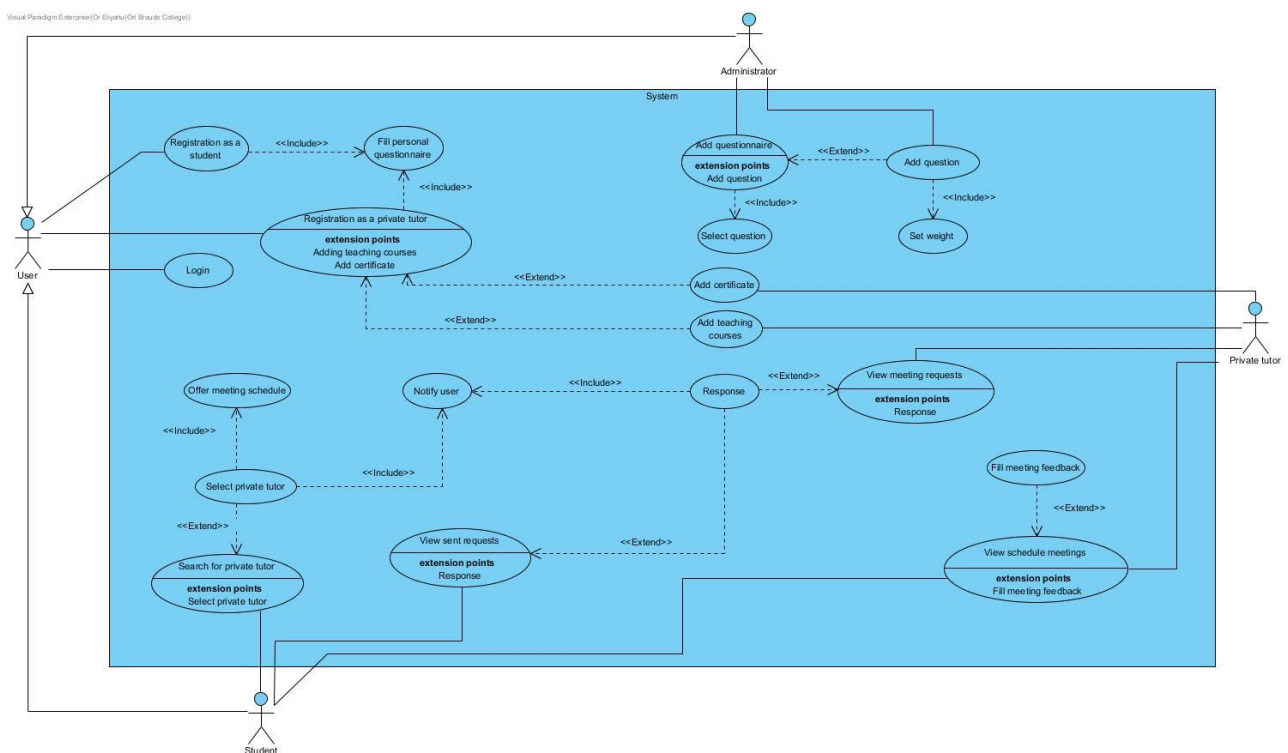 Visual Paradigm Enterprise(Or Eliyahu(Ort Braude College))
Administrator
System
Registration as a
student
<<Include>>
Fill personal
questionnaire
Add questionnaire
extension points
Add question
<<Extend>>
Add question
<<Include>>
<<Include>>
<<Include>>
Registration as a private tutor
extension points
Adding teaching courses
Add certificate
Select question
Set weight
User
Login
<<Extend>>
Add certificate
<<Extend>>
Add teaching
courses
Private tutor
Offer meeting schedule
Notify user
<<Include>>
Response
<<Extend>>
View meeting requests
extension points
Response
<<Include>>
Select private tutor
<<Include>>
Fill meeting feedback
<<Extend>>
<<Extend>>
Search for private tutor
extension points
Select private tutor
View sent requests
extension points
Response
<<Extend>>
View schedule meetings
extension points
Fill meeting feedback
Student